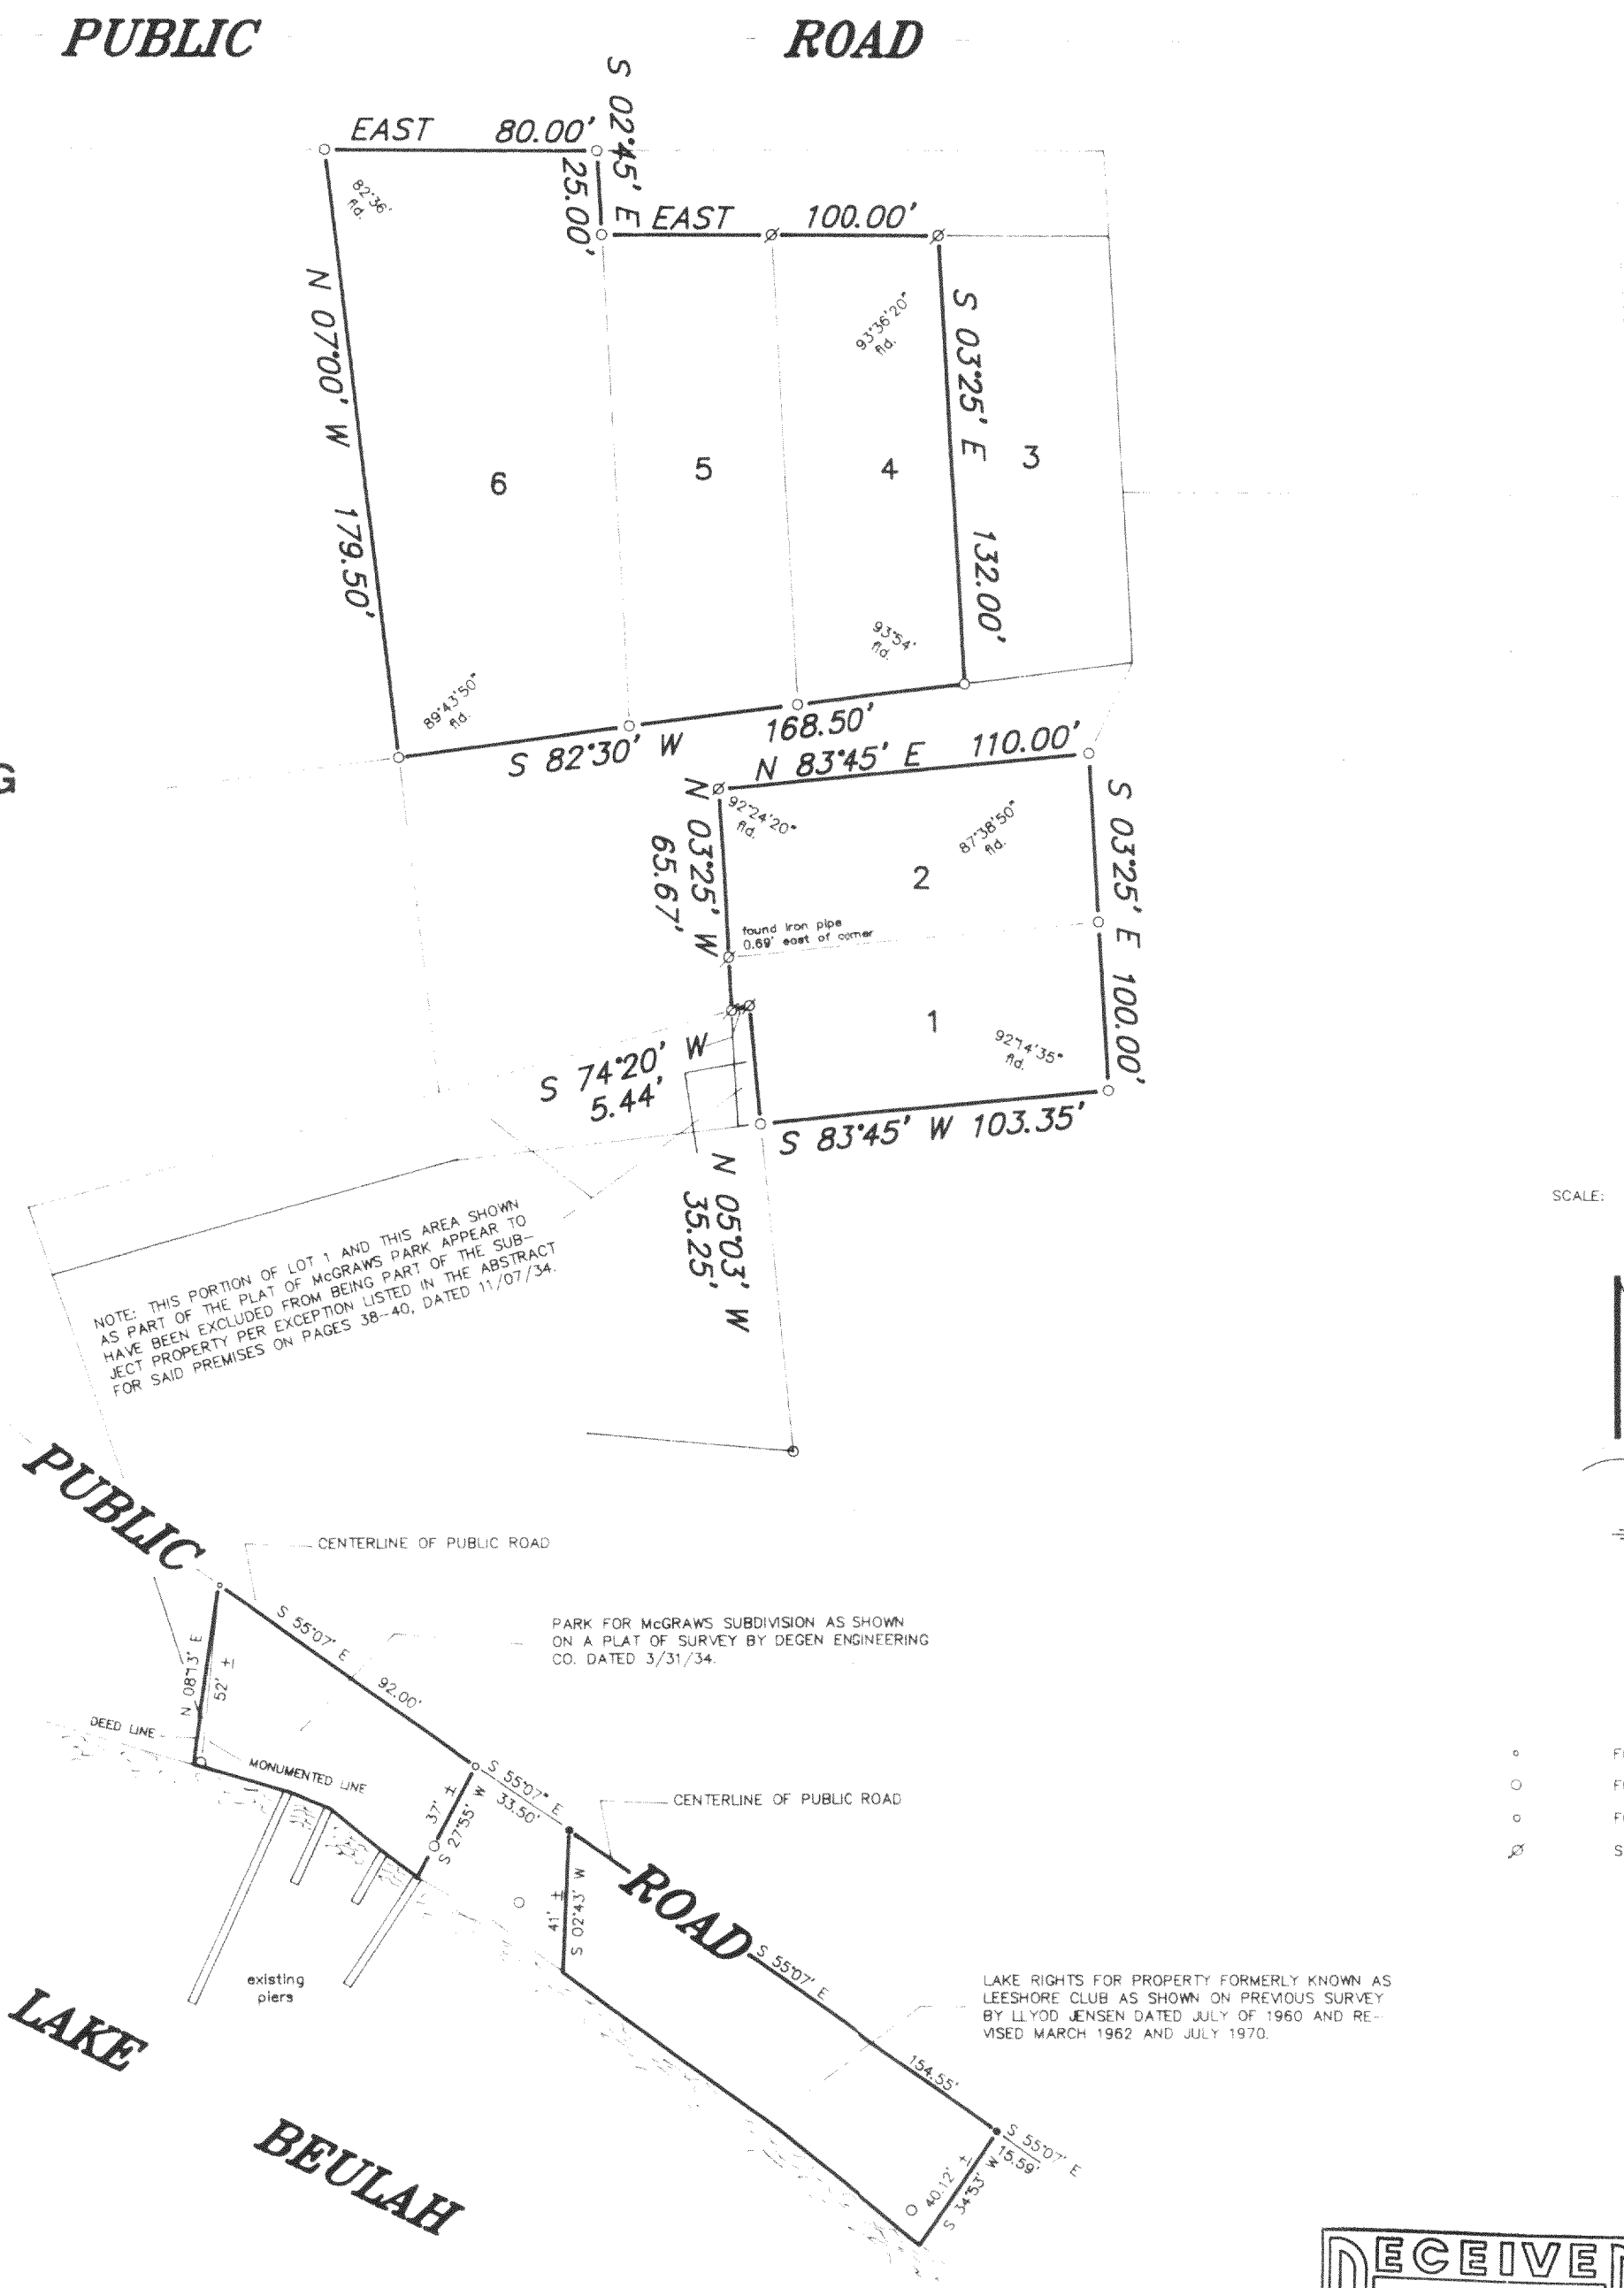 PUBLIC ROAD
EAST 80.00'
S 02°45' E
25.00'
EAST 100.00'
82°36'
fld.
N 07°00' W 179.50'
93°36'20"
fld.
S 03°25' E 132.00'
6
5
4
3
93°54'
fld.
89°43'50"
fld.
S 82°30' W 168.50'
N 83°45' E 110.00'
G
N 03°25' W
65.67'
92°24'20"
fld.
87°38'50"
fld.
S 03°25' E 100.00'
2
found iron pipe
0.69' east of corner
1
92°14'35"
fld.
S 74°20' W
5.44'
S 83°45' W 103.35'
N 05°03' W
35.25'
SCALE:
NOTE: THIS PORTION OF LOT 1 AND THIS AREA SHOWN
AS PART OF THE PLAT OF McGRAWS PARK APPEAR TO
HAVE BEEN EXCLUDED FROM BEING PART OF THE SUB-
JECT PROPERTY PER EXCEPTION LISTED IN THE ABSTRACT
FOR SAID PREMISES ON PAGES 38-40, DATED 11/07/34.
PUBLIC
CENTERLINE OF PUBLIC ROAD
S 55°07' E
92.00'
PARK FOR McGRAWS SUBDIVISION AS SHOWN
ON A PLAT OF SURVEY BY DEGEN ENGINEERING
CO. DATED 3/31/34.
N 08°13' E
52' ±
DEED LINE
MONUMENTED LINE
S 55°07" E
33.50'
37' ±
S 27°55' W
CENTERLINE OF PUBLIC ROAD
ROAD
41' ±
S 02°43' W
S 55°07' E
154.55'
existing
piers
LAKE RIGHTS FOR PROPERTY FORMERLY KNOWN AS
LEESHORE CLUB AS SHOWN ON PREVIOUS SURVEY
BY LLYOD JENSEN DATED JULY OF 1960 AND RE-
VISED MARCH 1962 AND JULY 1970.
LAKE
BEULAH
S 55°07' E
15.59'
40.12' ±
S 34°53' W
F
F
F
S